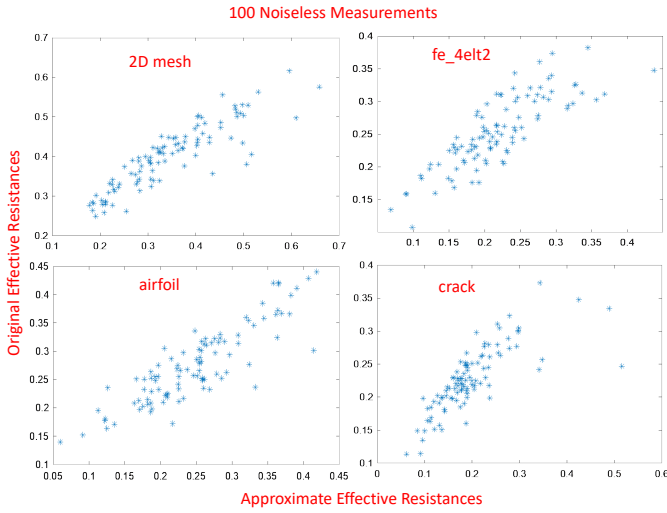 100 Noiseless Measurements
Original Effective Resistances
2D mesh
0.7
0.6
0.5
0.4
0.3
0.2
0.1 0.2 0.3 0.4 0.5 0.6 0.7
fe_4elt2
0.4
0.35
0.3
0.25
0.2
0.15
0.1 0.2 0.3 0.4
airfoil
0.45
0.4
0.35
0.3
0.25
0.2
0.15
0.1
0.05 0.1 0.15 0.2 0.25 0.3 0.35 0.4 0.45
crack
0.4
0.35
0.3
0.25
0.2
0.15
0.1
0 0.1 0.2 0.3 0.4 0.5 0.6
Approximate Effective Resistances